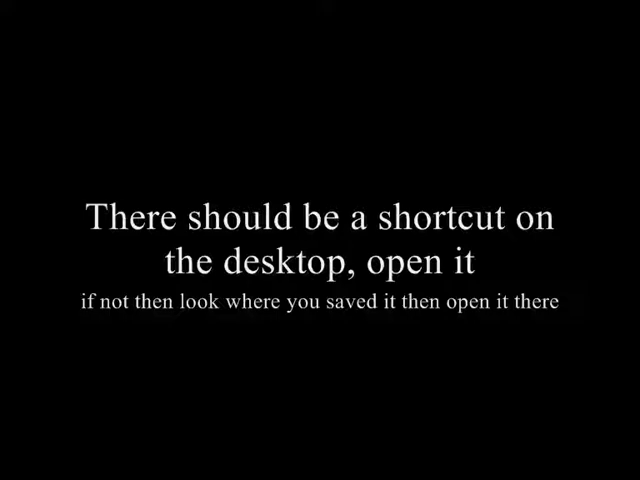 There should be a shortcut on
the desktop, open it
if not then look where you saved it then open it there